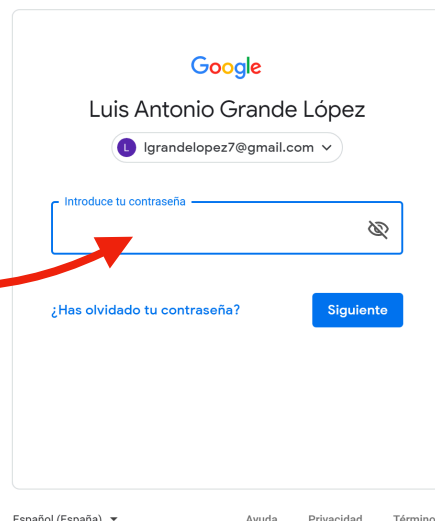 Google
Luis Antonio Grande López
L lgrandelopez7@gmail.com
Introduce tu contraseña
¿Has olvidado tu contraseña?
Siguiente
Español (España) Ayuda Privacidad Término